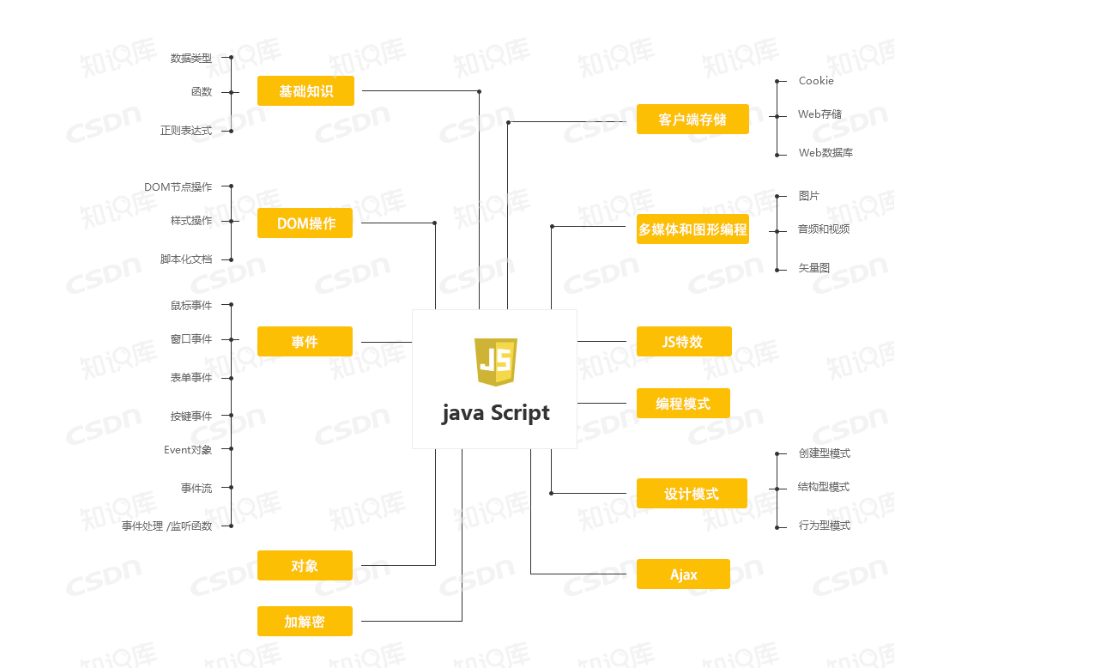 数据类型
函数
正则表达式
基础知识
DOM节点操作
样式操作
脚本化文档
DOM操作
鼠标事件
窗口事件
表单事件
按键事件
Event对象
事件流
事件处理 /监听函数
事件
对象
加解密
JS
java Script
客户端存储
Cookie
Web存储
Web数据库
多媒体和图形编程
图片
音频和视频
矢量图
JS特效
编程模式
设计模式
创建型模式
结构型模式
行为型模式
Ajax
知识库
CSDN